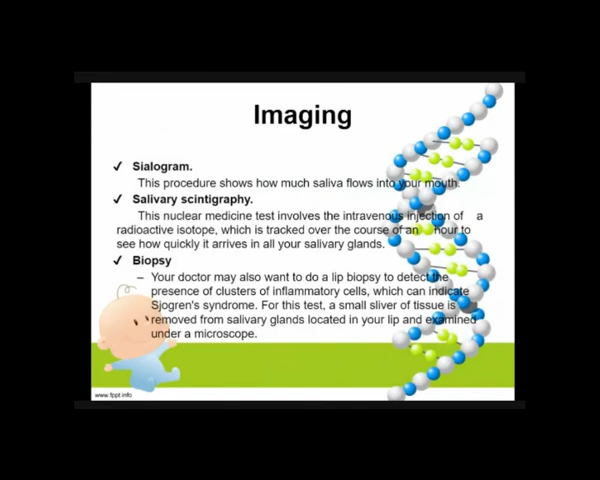 Imaging
✓ Sialogram.
This procedure shows how much saliva flows into your mouth.
✓ Salivary scintigraphy.
This nuclear medicine test involves the intravenous injection of a
radioactive isotope, which is tracked over the course of an hour to
see how quickly it arrives in all your salivary glands.
✓ Biopsy
– Your doctor may also want to do a lip biopsy to detect the
presence of clusters of inflammatory cells, which can indicate
Sjogren's syndrome. For this test, a small sliver of tissue is
removed from salivary glands located in your lip and examined
under a microscope.
www.fppt.info